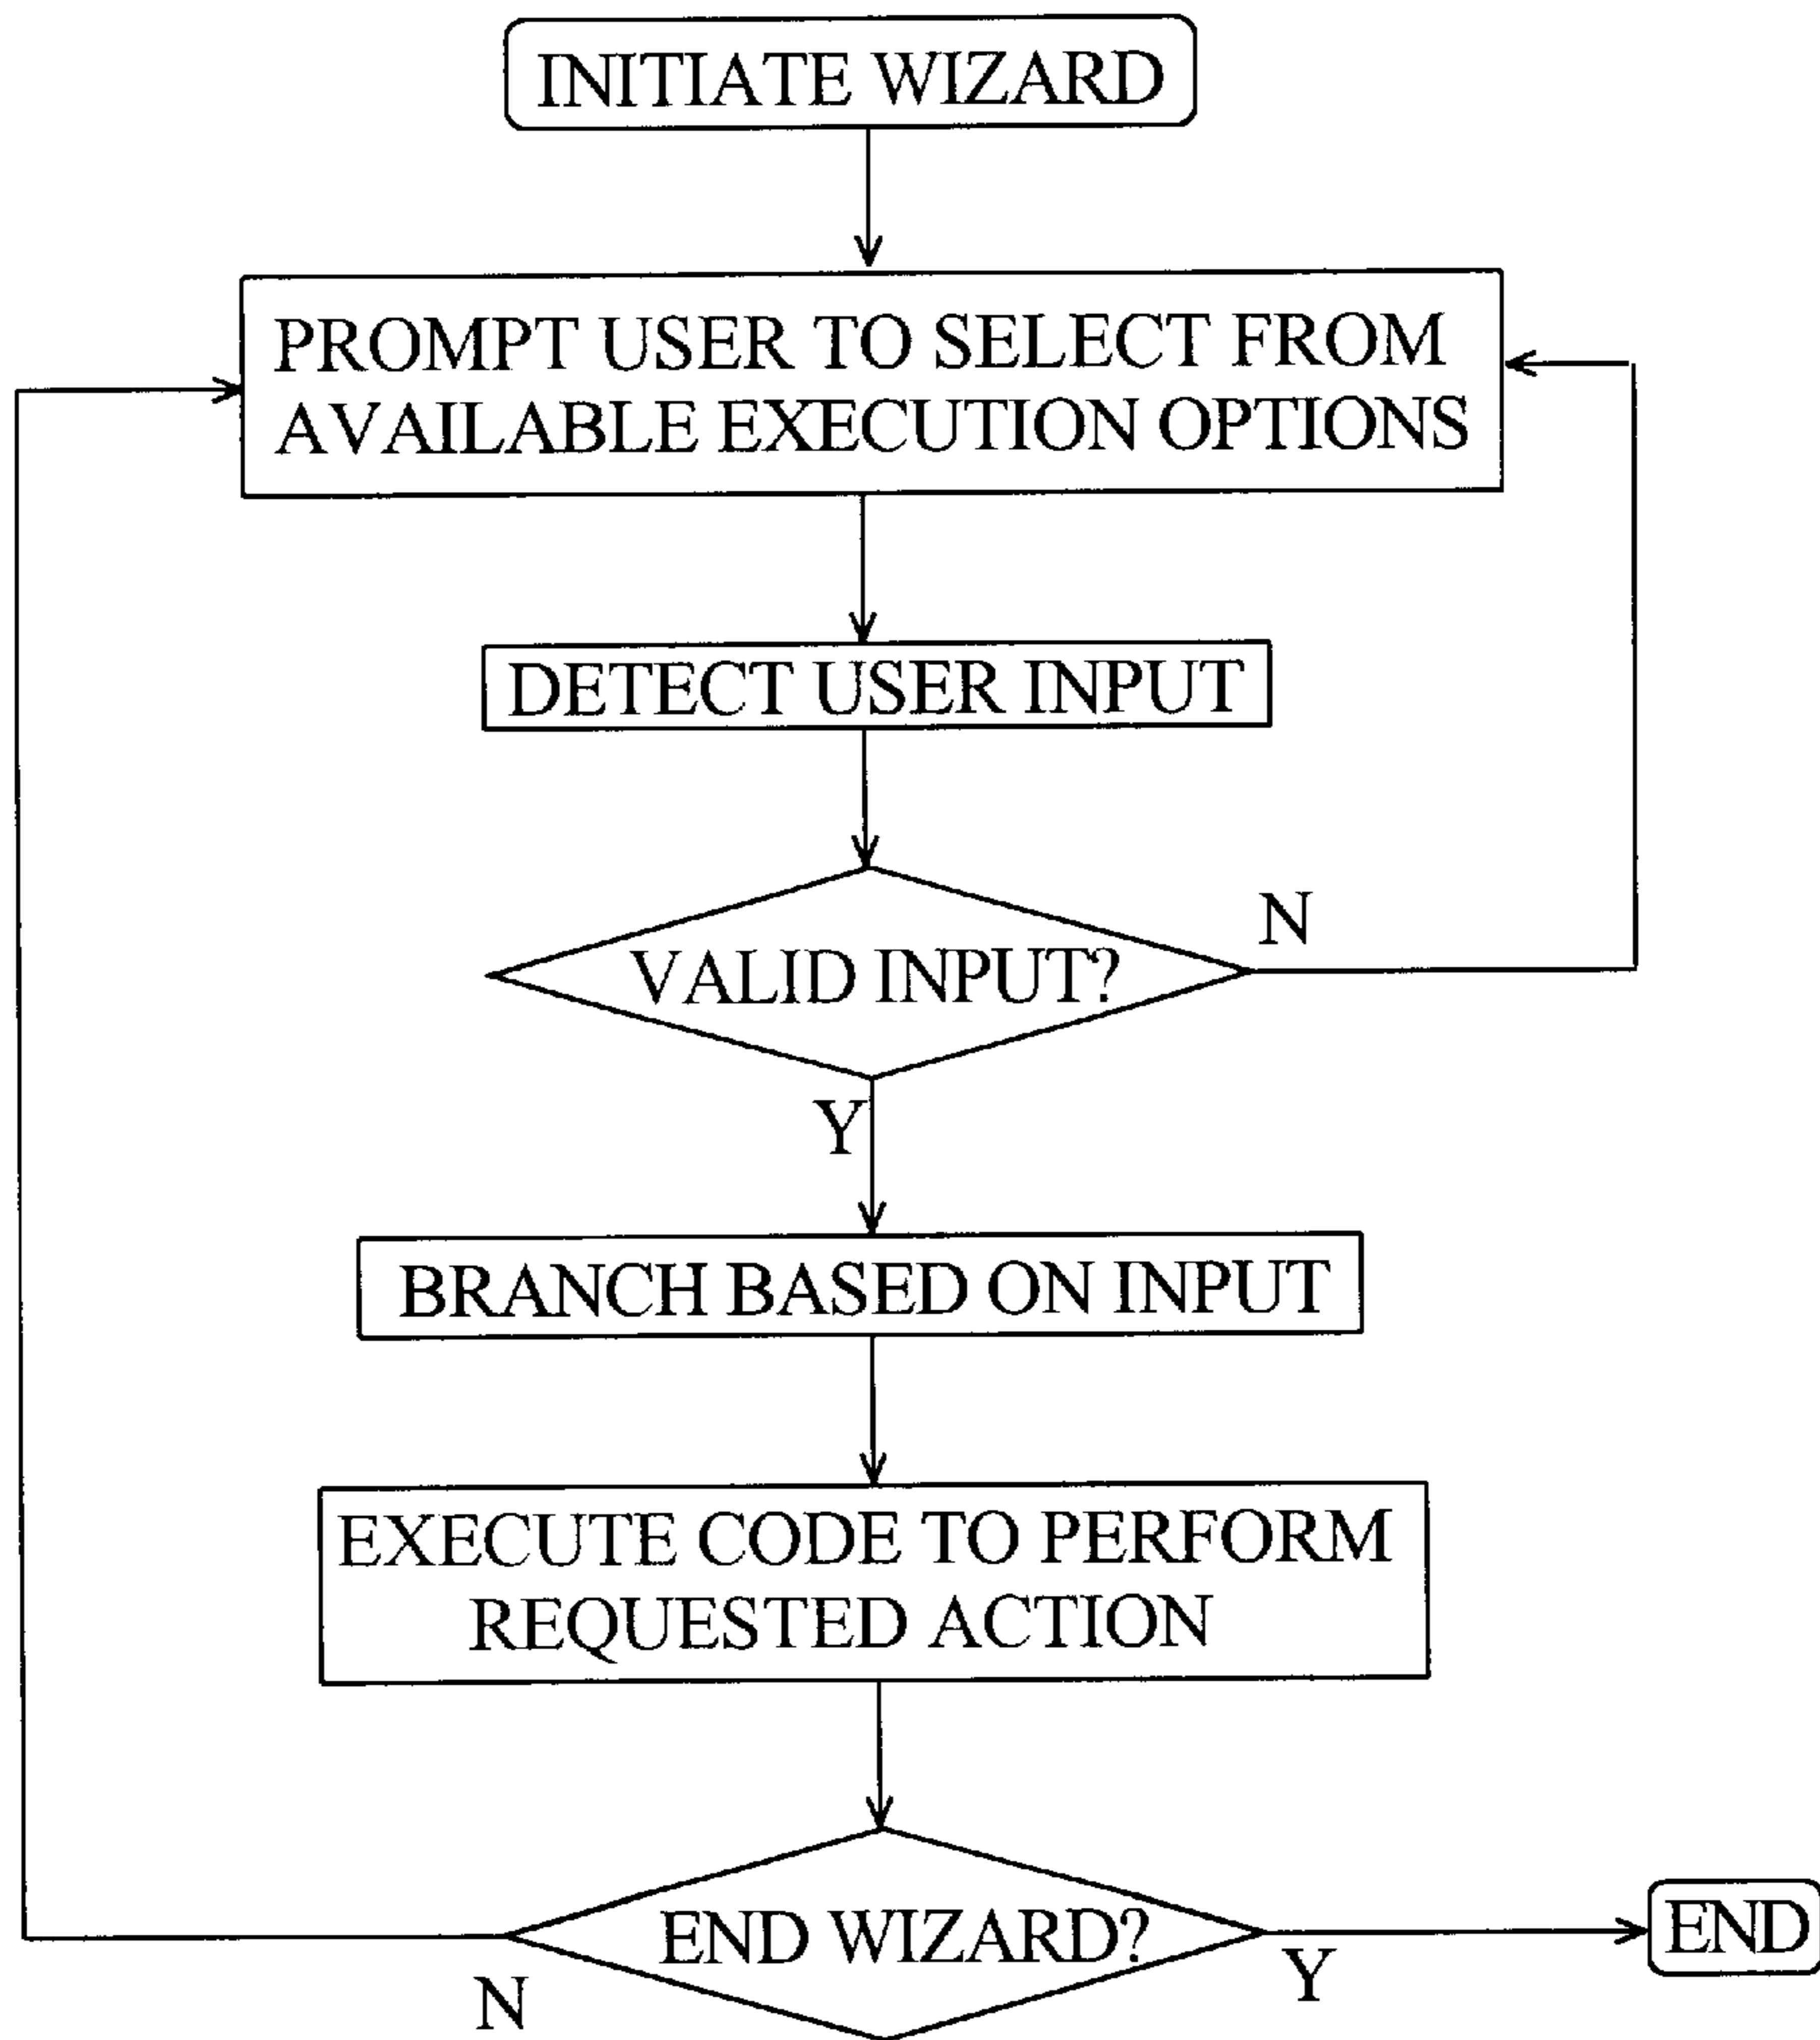 INITIATE WIZARD
PROMPT USER TO SELECT FROM
AVAILABLE EXECUTION OPTIONS
DETECT USER INPUT
VALID INPUT?
N
Y
BRANCH BASED ON INPUT
EXECUTE CODE TO PERFORM
REQUESTED ACTION
END WIZARD?
END
N
Y